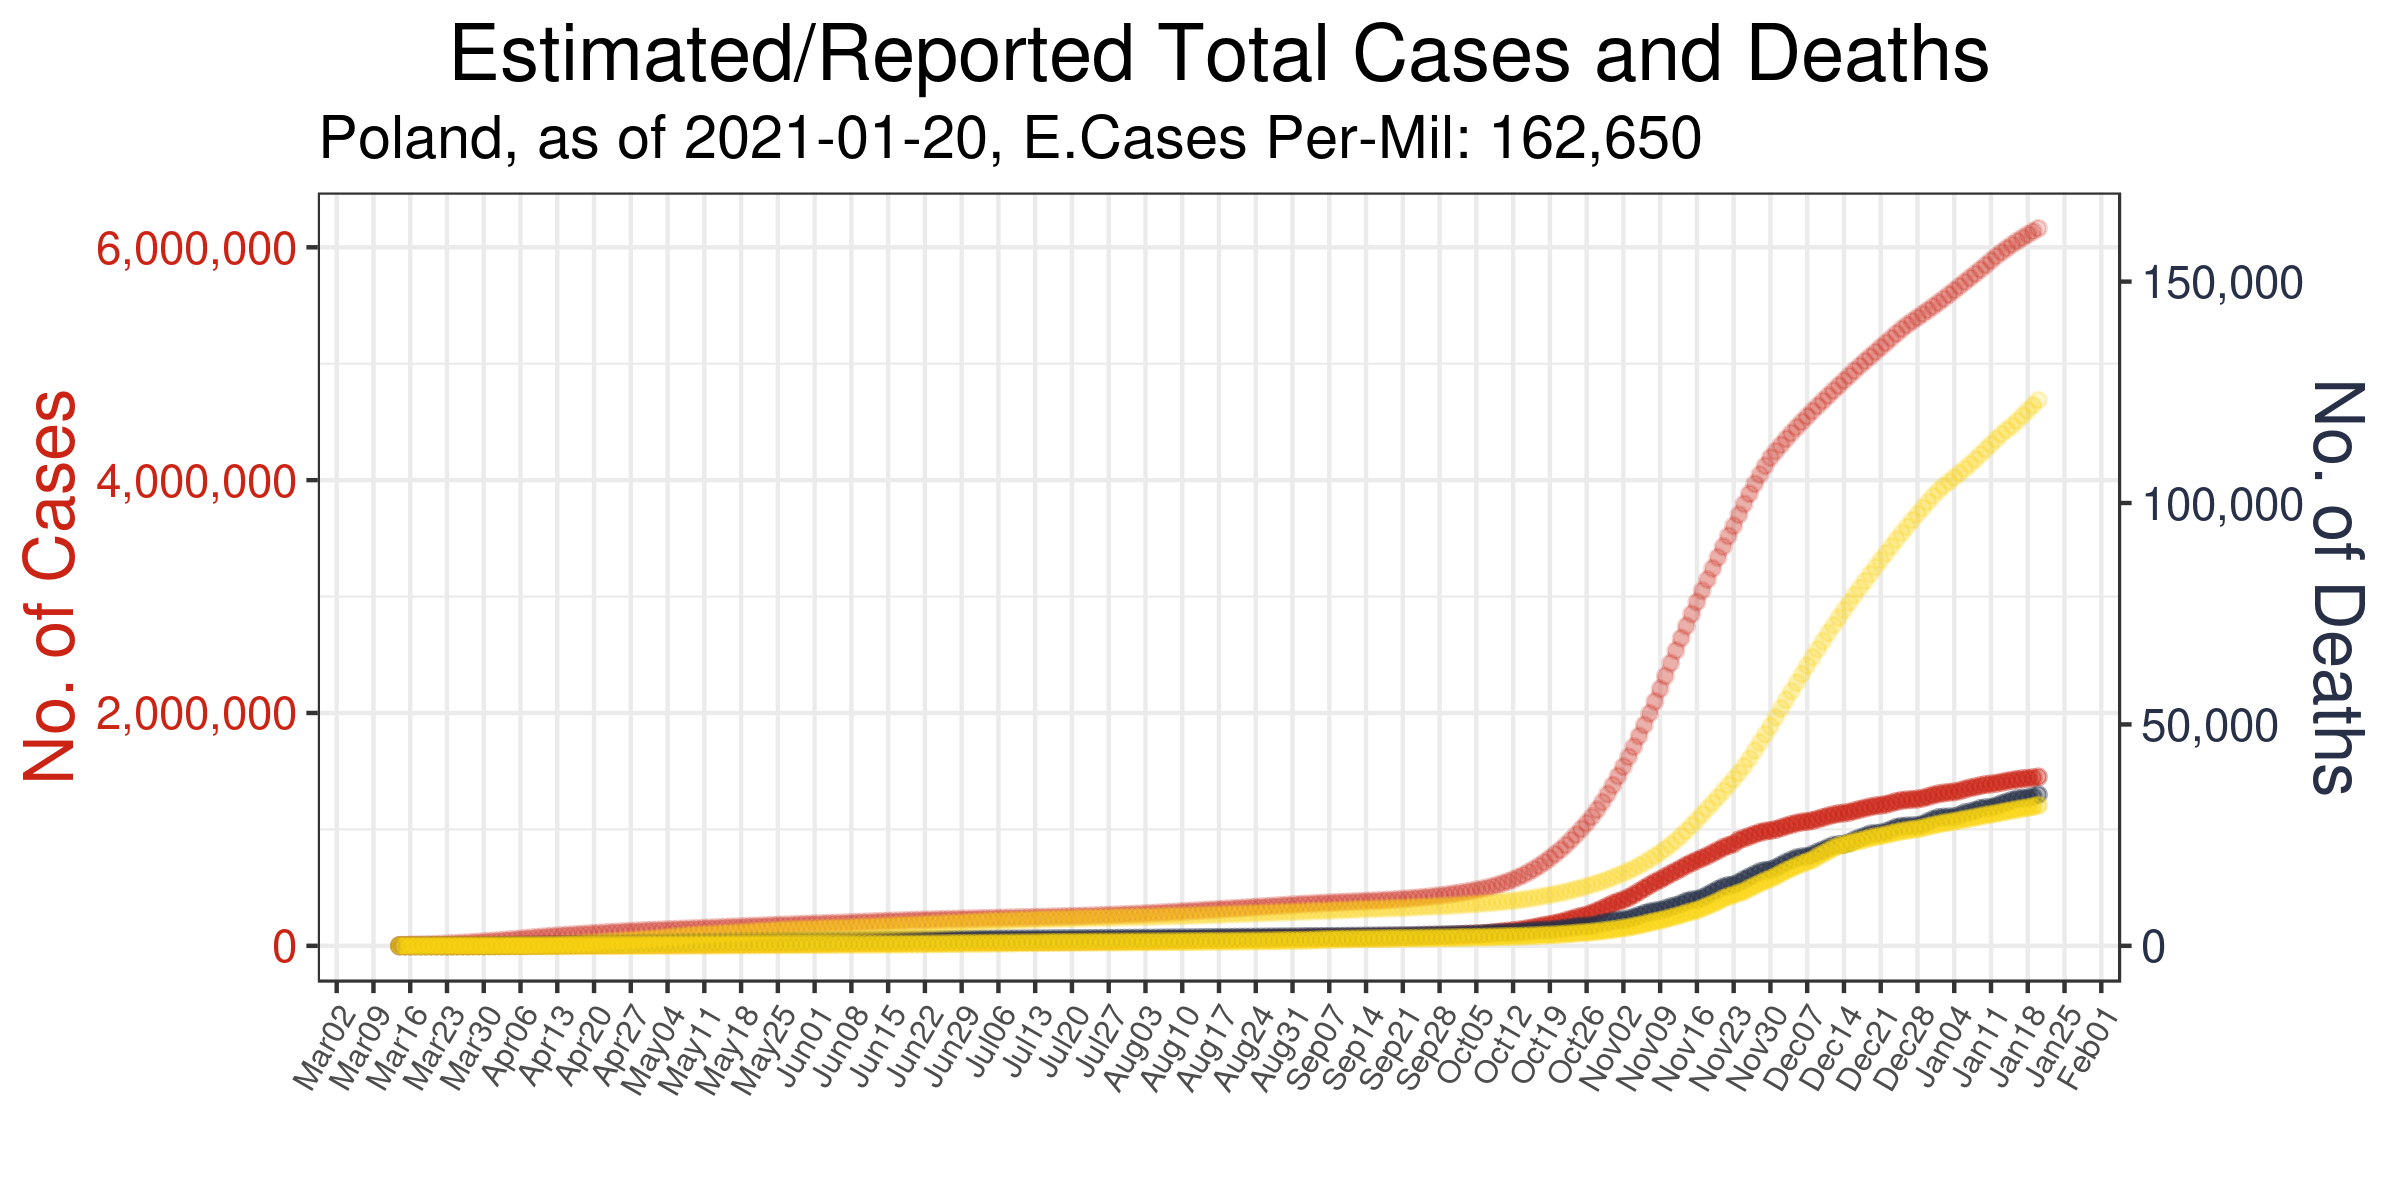 Estimated/Reported Total Cases and Deaths
Poland, as of 2021-01-20, E.Cases Per-Mil: 162,650
No. of Cases
6,000,000
4,000,000
2,000,000
0
150,000
100,000
50,000
0
No. of Deaths
Mar02
Mar09
Mar16
Mar23
Mar30
Apr06
Apr13
Apr20
Apr27
May04
May11
May18
May25
Jun01
Jun08
Jun15
Jun22
Jun29
Jul06
Jul13
Jul20
Jul27
Aug03
Aug10
Aug17
Aug24
Aug31
Sep07
Sep14
Sep21
Sep28
Oct05
Oct12
Oct19
Oct26
Nov02
Nov09
Nov16
Nov23
Nov30
Dec07
Dec14
Dec21
Dec28
Jan04
Jan11
Jan18
Jan25
Feb01